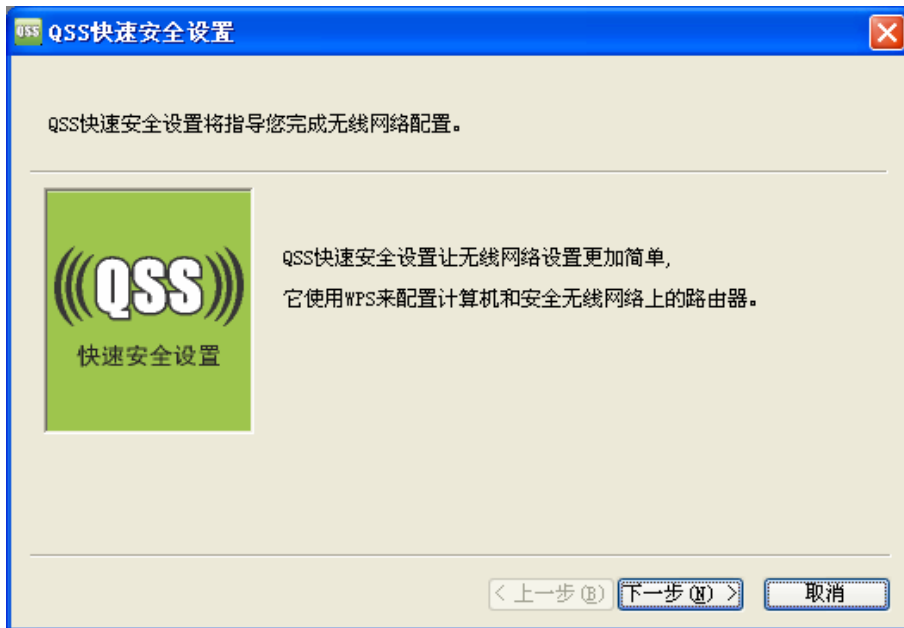 QSS QSS快速安全设置
QSS快速安全设置将指导您完成无线网络配置。
(((QSS)))
快速安全设置
QSS快速安全设置让无线网络设置更加简单,
它使用WPS来配置计算机和安全无线网络上的路由器。
< 上一步(B) 下一步(N) > 取消